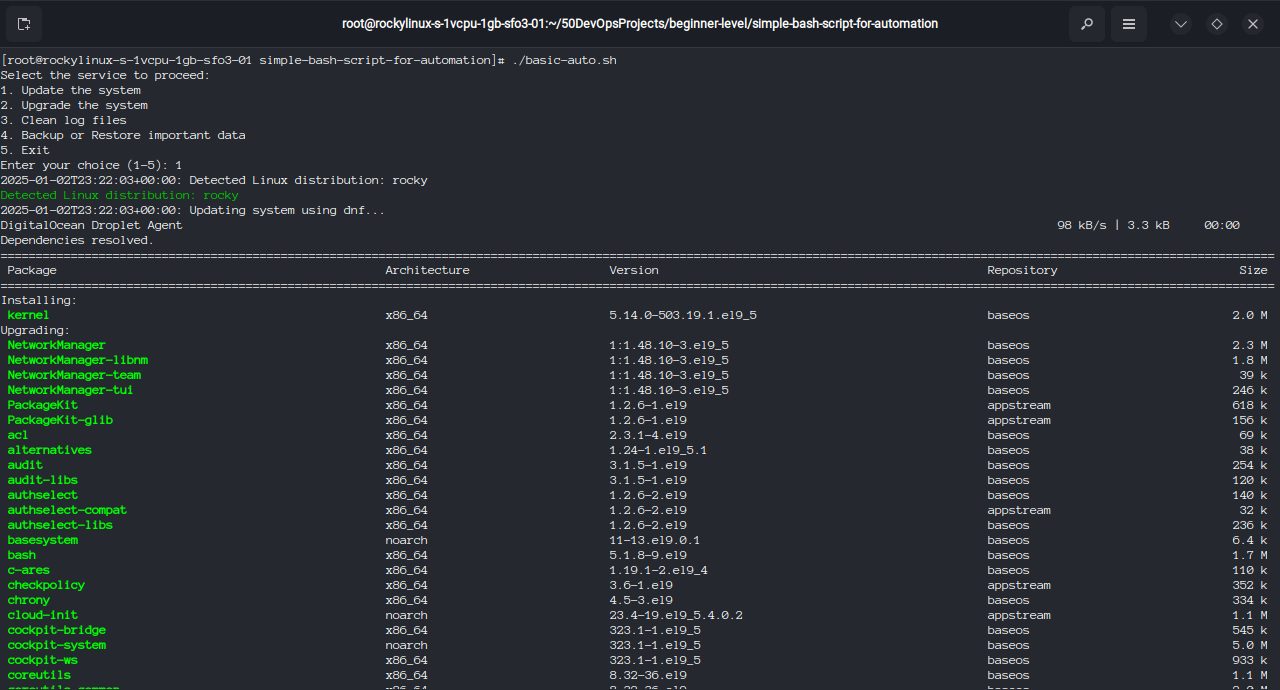 root@rockylinux-s-1vcpu-1gb-sfo3-01:~/50DevOpsProjects/beginner-level/simple-bash-script-for-automation
[root@rockylinux-s-1vcpu-1gb-sfo3-01 simple-bash-script-for-automation]# ./basic-auto.sh
Select the service to proceed:
1. Update the system
2. Upgrade the system
3. Clean log files
4. Backup or Restore important data
5. Exit
Enter your choice (1-5): 1
2025-01-02T23:22:03+00:00: Detected Linux distribution: rocky
Detected Linux distribution: rocky
2025-01-02T23:22:03+00:00: Updating system using dnf...
DigitalOcean Droplet Agent 98 kB/s | 3.3 kB 00:00
Dependencies resolved.
Package Architecture Version Repository Size
Installing:
kernel x86_64 5.14.0-503.19.1.el9_5 baseos 2.0 M
Upgrading:
NetworkManager x86_64 1:1.48.10-3.el9_5 baseos 2.3 M
NetworkManager-libnm x86_64 1:1.48.10-3.el9_5 baseos 1.8 M
NetworkManager-team x86_64 1:1.48.10-3.el9_5 baseos 39 k
NetworkManager-tui x86_64 1:1.48.10-3.el9_5 baseos 246 k
PackageKit x86_64 1.2.6-1.el9 appstream 618 k
PackageKit-glib x86_64 1.2.6-1.el9 appstream 156 k
acl x86_64 2.3.1-4.el9 baseos 69 k
alternatives x86_64 1.24-1.el9_5.1 baseos 38 k
audit x86_64 3.1.5-1.el9 baseos 254 k
audit-libs x86_64 3.1.5-1.el9 baseos 120 k
authselect x86_64 1.2.6-2.el9 baseos 140 k
authselect-compat x86_64 1.2.6-2.el9 appstream 32 k
authselect-libs x86_64 1.2.6-2.el9 baseos 236 k
basesystem noarch 11-13.el9.0.1 baseos 6.4 k
bash x86_64 5.1.8-9.el9 baseos 1.7 M
c-ares x86_64 1.19.1-2.el9_4 baseos 110 k
checkpolicy x86_64 3.6-1.el9 appstream 352 k
chrony x86_64 4.5-3.el9 baseos 334 k
cloud-init noarch 23.4-19.el9_5.4.0.2 appstream 1.1 M
cockpit-bridge x86_64 323.1-1.el9_5 baseos 545 k
cockpit-system noarch 323.1-1.el9_5 baseos 5.0 M
cockpit-ws x86_64 323.1-1.el9_5 baseos 933 k
coreutils x86_64 8.32-36.el9 baseos 1.1 M